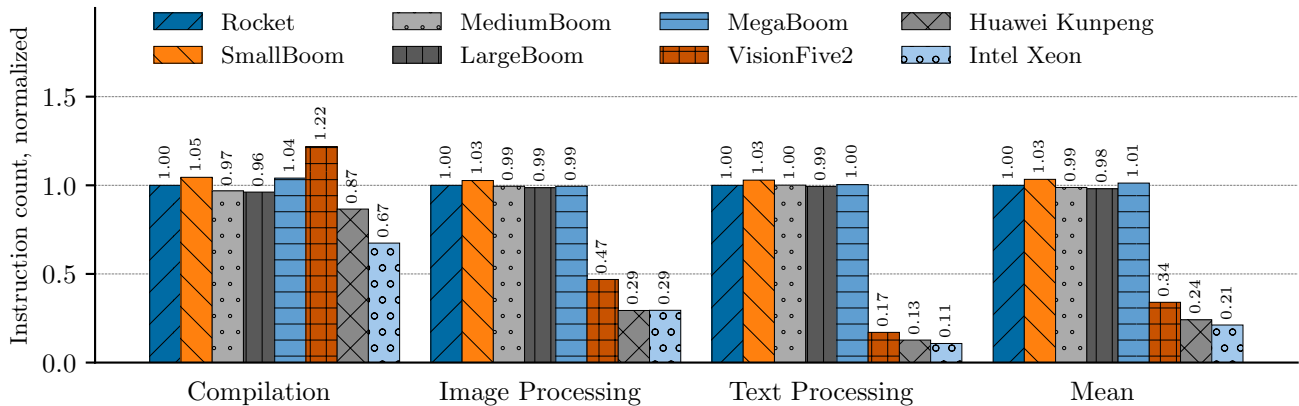 Rocket MediumBoom MegaBoom Huawei Kunpeng
SmallBoom LargeBoom VisionFive2 Intel Xeon
Instruction count, normalized
1.5
1.0
0.5
0.0
1.00 1.05 0.97 0.96 1.04 1.22 0.87 0.67
1.00 1.03 0.99 0.99 0.99 0.47 0.29 0.29
1.00 1.03 1.00 0.99 1.00 0.17 0.13 0.11
1.00 1.03 0.99 0.98 1.01 0.34 0.24 0.21
Compilation Image Processing Text Processing Mean